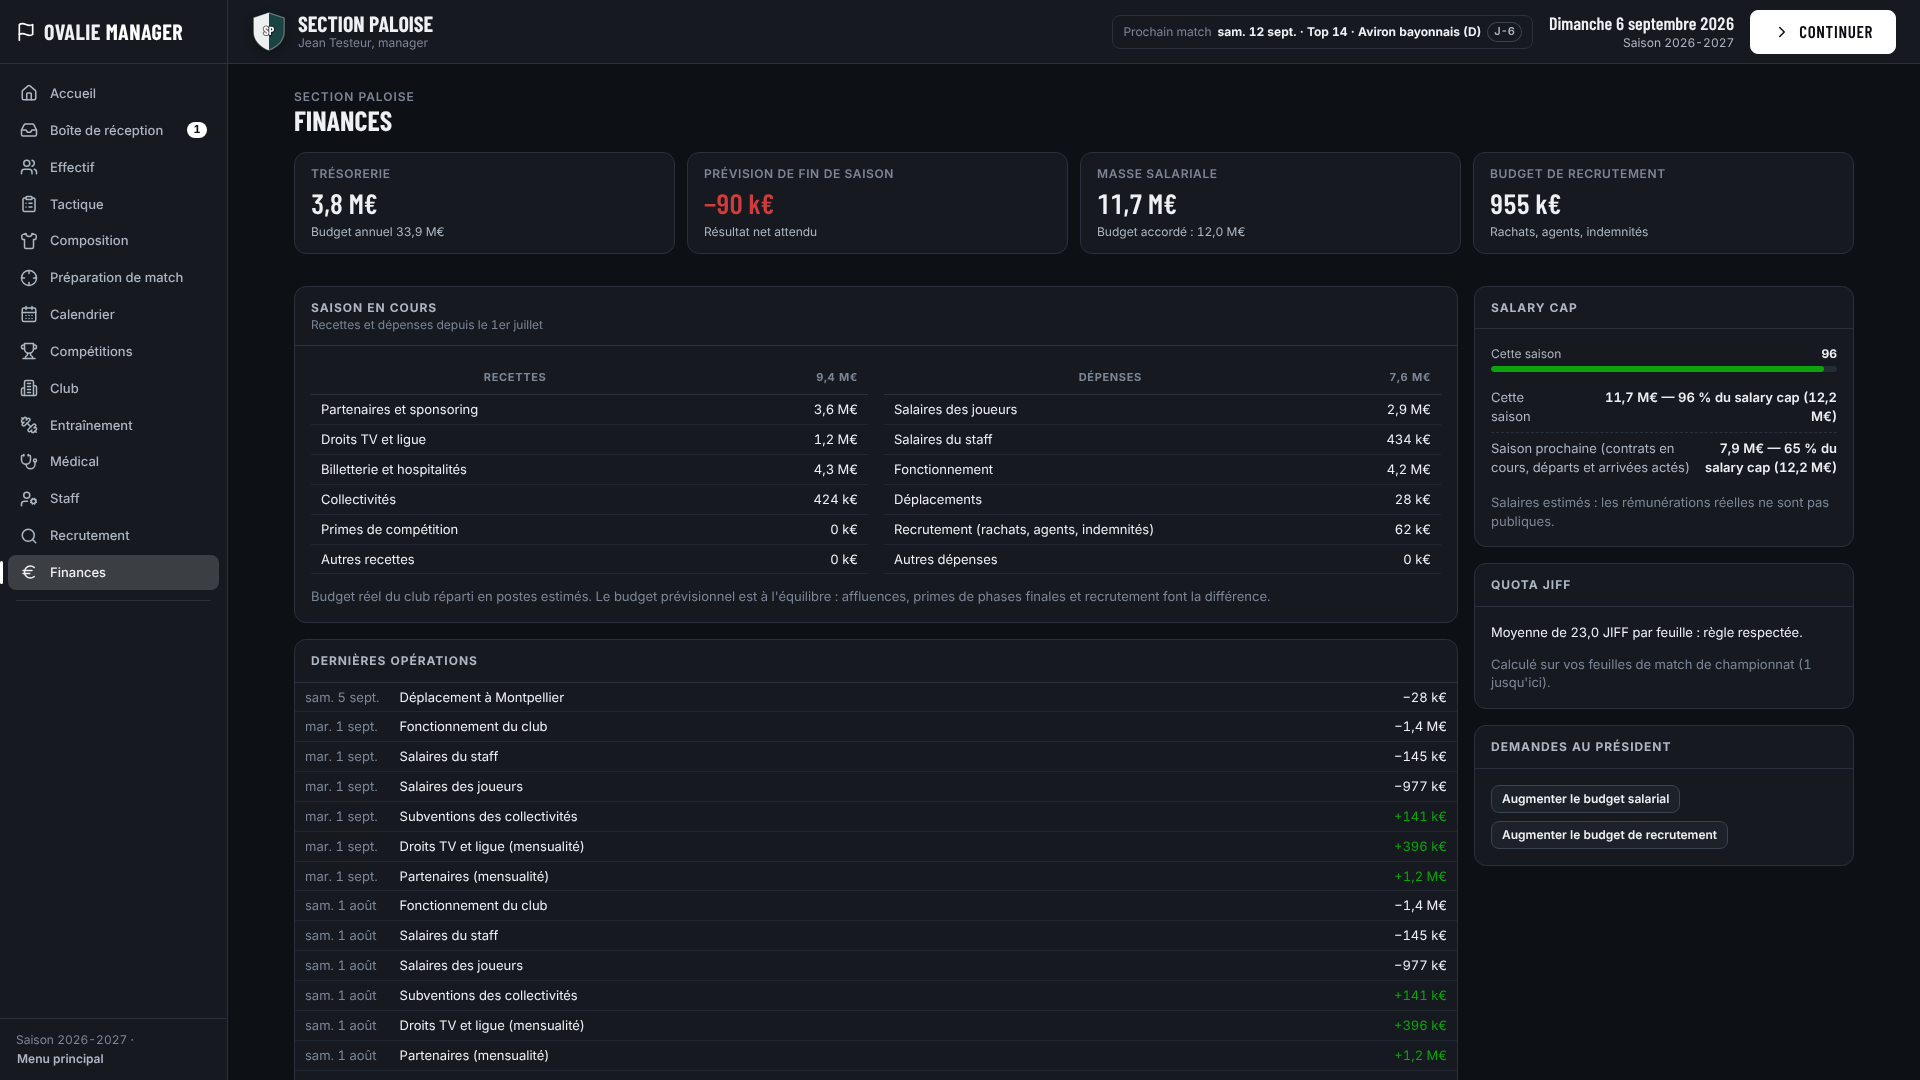 OVALIE MANAGER
SP
SECTION PALOISE
Jean Testeur, manager
Prochain match sam. 12 sept. · Top 14 · Aviron bayonnais (D) J-6
Dimanche 6 septembre 2026
Saison 2026-2027
CONTINUER
Accueil
Boîte de réception 1
Effectif
Tactique
Composition
Préparation de match
Calendrier
Compétitions
Club
Entraînement
Médical
Staff
Recrutement
Finances
Saison 2026-2027 ·
Menu principal
SECTION PALOISE
FINANCES
TRÉSORERIE
3,8 M€
Budget annuel 33,9 M€
PRÉVISION DE FIN DE SAISON
−90 k€
Résultat net attendu
MASSE SALARIALE
11,7 M€
Budget accordé : 12,0 M€
BUDGET DE RECRUTEMENT
955 k€
Rachats, agents, indemnités
SAISON EN COURS
Recettes et dépenses depuis le 1er juillet
RECETTES 9,4 M€
Partenaires et sponsoring 3,6 M€
Droits TV et ligue 1,2 M€
Billetterie et hospitalités 4,3 M€
Collectivités 424 k€
Primes de compétition 0 k€
Autres recettes 0 k€
DÉPENSES 7,6 M€
Salaires des joueurs 2,9 M€
Salaires du staff 434 k€
Fonctionnement 4,2 M€
Déplacements 28 k€
Recrutement (rachats, agents, indemnités) 62 k€
Autres dépenses 0 k€
Budget réel du club réparti en postes estimés. Le budget prévisionnel est à l'équilibre : affluences, primes de phases finales et recrutement font la différence.
DERNIÈRES OPÉRATIONS
sam. 5 sept. Déplacement à Montpellier −28 k€
mar. 1 sept. Fonctionnement du club −1,4 M€
mar. 1 sept. Salaires du staff −145 k€
mar. 1 sept. Salaires des joueurs −977 k€
mar. 1 sept. Subventions des collectivités +141 k€
mar. 1 sept. Droits TV et ligue (mensualité) +396 k€
mar. 1 sept. Partenaires (mensualité) +1,2 M€
sam. 1 août Fonctionnement du club −1,4 M€
sam. 1 août Salaires du staff −145 k€
sam. 1 août Salaires des joueurs −977 k€
sam. 1 août Subventions des collectivités +141 k€
sam. 1 août Droits TV et ligue (mensualité) +396 k€
sam. 1 août Partenaires (mensualité) +1,2 M€
SALARY CAP
Cette saison 96
Cette saison 11,7 M€ — 96 % du salary cap (12,2 M€)
Saison prochaine (contrats en cours, départs et arrivées actés) 7,9 M€ — 65 % du salary cap (12,2 M€)
Salaires estimés : les rémunérations réelles ne sont pas
publiques.
QUOTA JIFF
Moyenne de 23,0 JIFF par feuille : règle respectée.
Calculé sur vos feuilles de match de championnat (1
jusqu'ici).
DEMANDES AU PRÉSIDENT
Augmenter le budget salarial
Augmenter le budget de recrutement